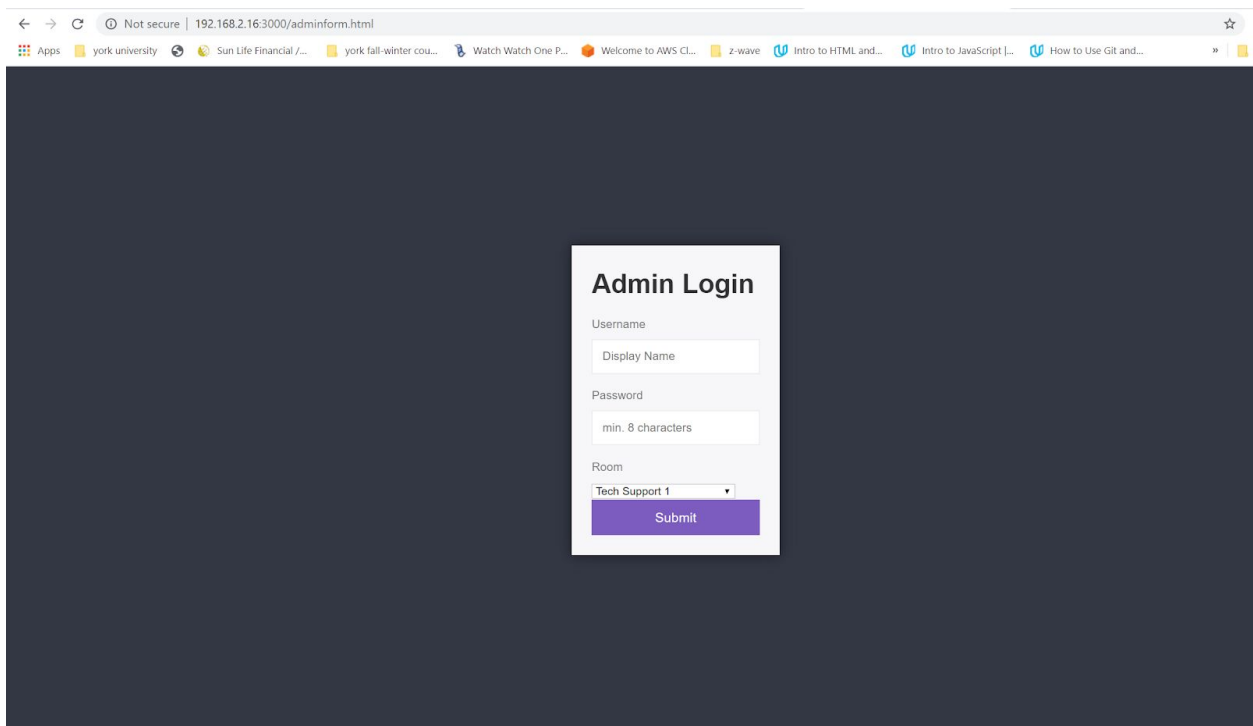 Not secure | 192.168.2.16:3000/adminform.html
Apps york university Sun Life Financial /... york fall-winter cou... Watch Watch One P... Welcome to AWS Cl... z-wave Intro to HTML and... Intro to JavaScript |... How to Use Git and... »
Admin Login
Username
Display Name
Password
min. 8 characters
Room
Tech Support 1
Submit